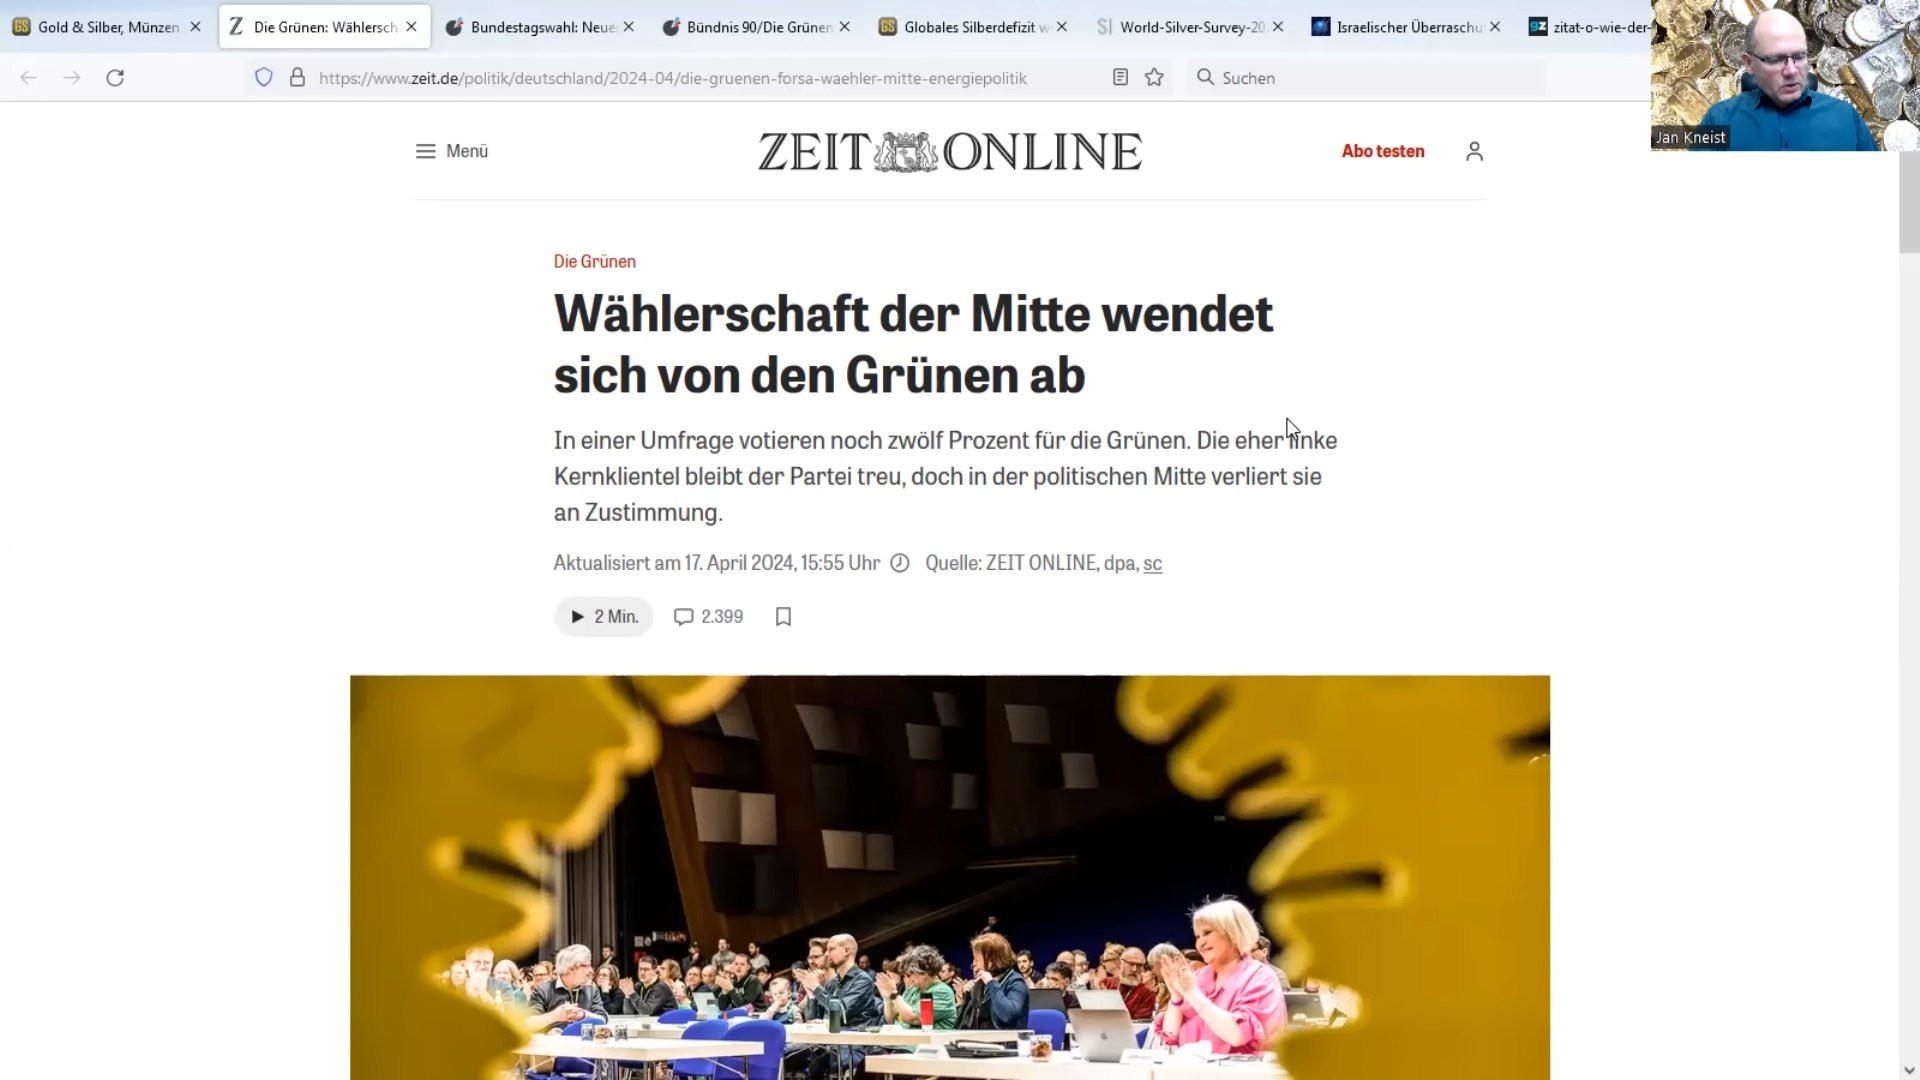 Gold & Silber, Münzen
Die Grünen: Wählersch
Bundestagswahl: Neue
Bündnis 90/Die Grünen
Globales Silberdefizit w
World-Silver-Survey-20
Israelischer Überraschu
zitat-o-wie-der-
https://www.zeit.de/politik/deutschland/2024-04/die-gruenen-forsa-waehler-mitte-energiepolitik
Suchen
Jan Kneist
Menü
ZEIT ONLINE
Abo testen
Die Grünen
Wählerschaft der Mitte wendet
sich von den Grünen ab
In einer Umfrage votieren noch zwölf Prozent für die Grünen. Die eher linke
Kernklientel bleibt der Partei treu, doch in der politischen Mitte verliert sie
an Zustimmung.
Aktualisiert am 17. April 2024, 15:55 Uhr Quelle: ZEIT ONLINE, dpa, sc
2 Min. 2.399